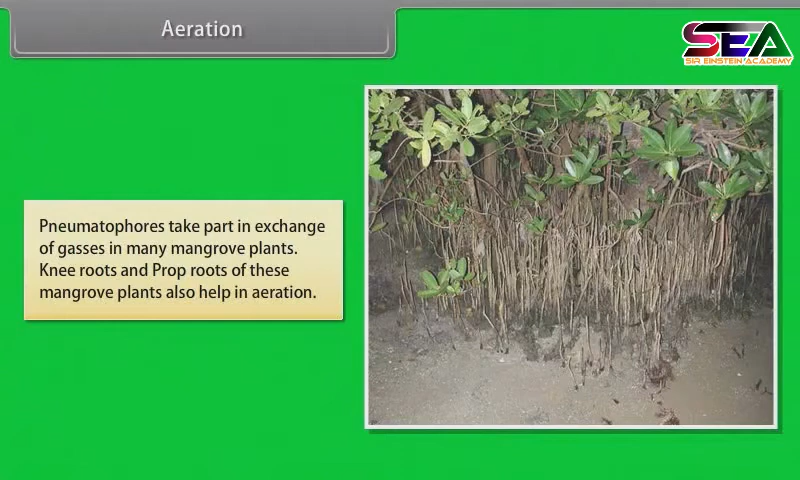 Aeration
SEA
SIR EINSTEIN ACADEMY
Pneumatophores take part in exchange
of gasses in many mangrove plants.
Knee roots and Prop roots of these
mangrove plants also help in aeration.